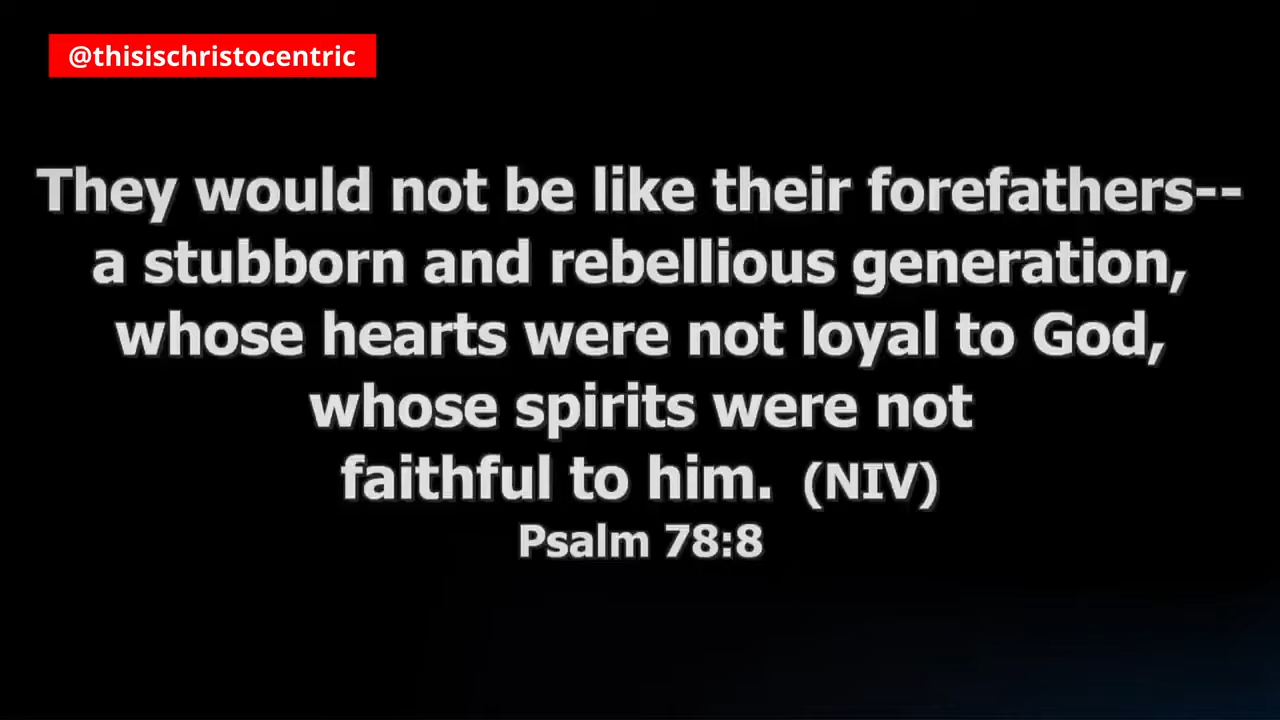 @thisischristocentric
They would not be like their forefathers--
a stubborn and rebellious generation,
whose hearts were not loyal to God,
whose spirits were not
faithful to him. (NIV)
Psalm 78:8